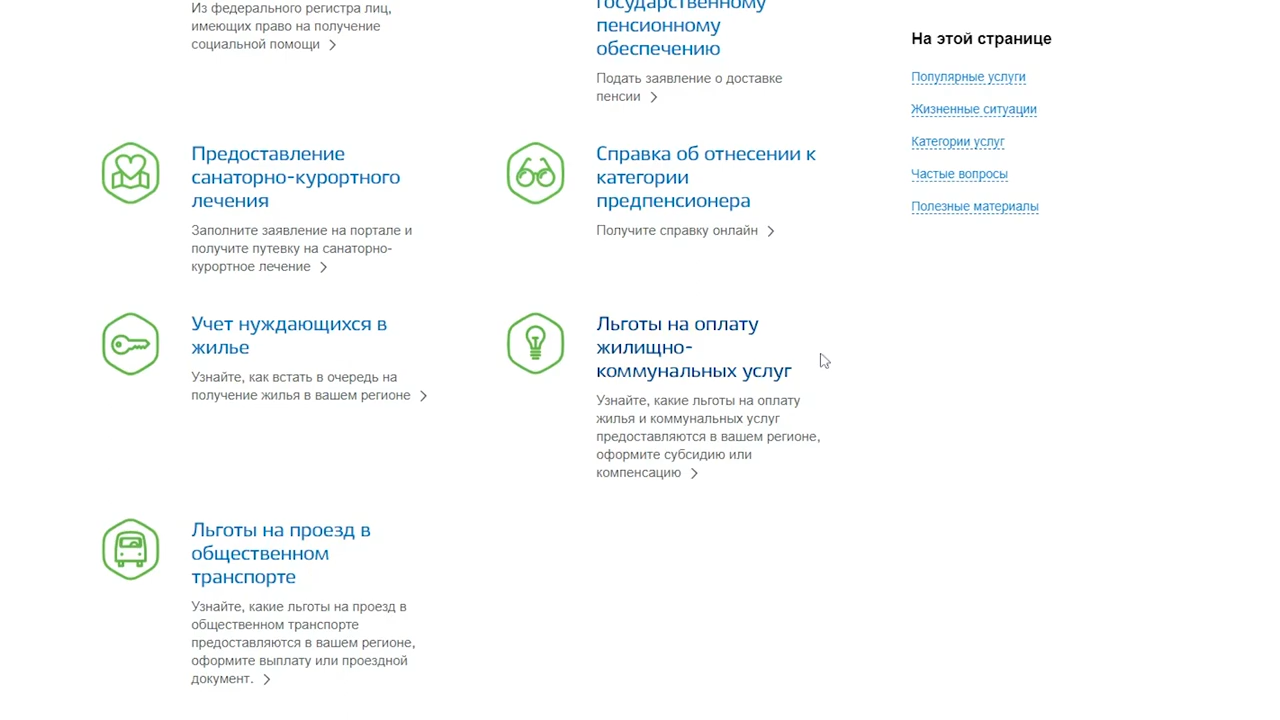 Из федерального регистра лиц,
имеющих право на получение
социальной помощи
государственному
пенсионному
обеспечению
Подать заявление о доставке
пенсии
Предоставление
санаторно-курортного
лечения
Заполните заявление на портале и
получите путевку на санаторно-
курортное лечение
Справка об отнесении к
категории
предпенсионера
Получите справку онлайн
Учет нуждающихся в
жилье
Узнайте, как встать в очередь на
получение жилья в вашем регионе
Льготы на оплату
жилищно-
коммунальных услуг
Узнайте, какие льготы на оплату
жилья и коммунальных услуг
предоставляются в вашем регионе,
оформите субсидию или
компенсацию
Льготы на проезд в
общественном
транспорте
Узнайте, какие льготы на проезд в
общественном транспорте
предоставляются в вашем регионе,
оформите выплату или проездной
документ.
На этой странице
Популярные услуги
Жизненные ситуации
Категории услуг
Частые вопросы
Полезные материалы